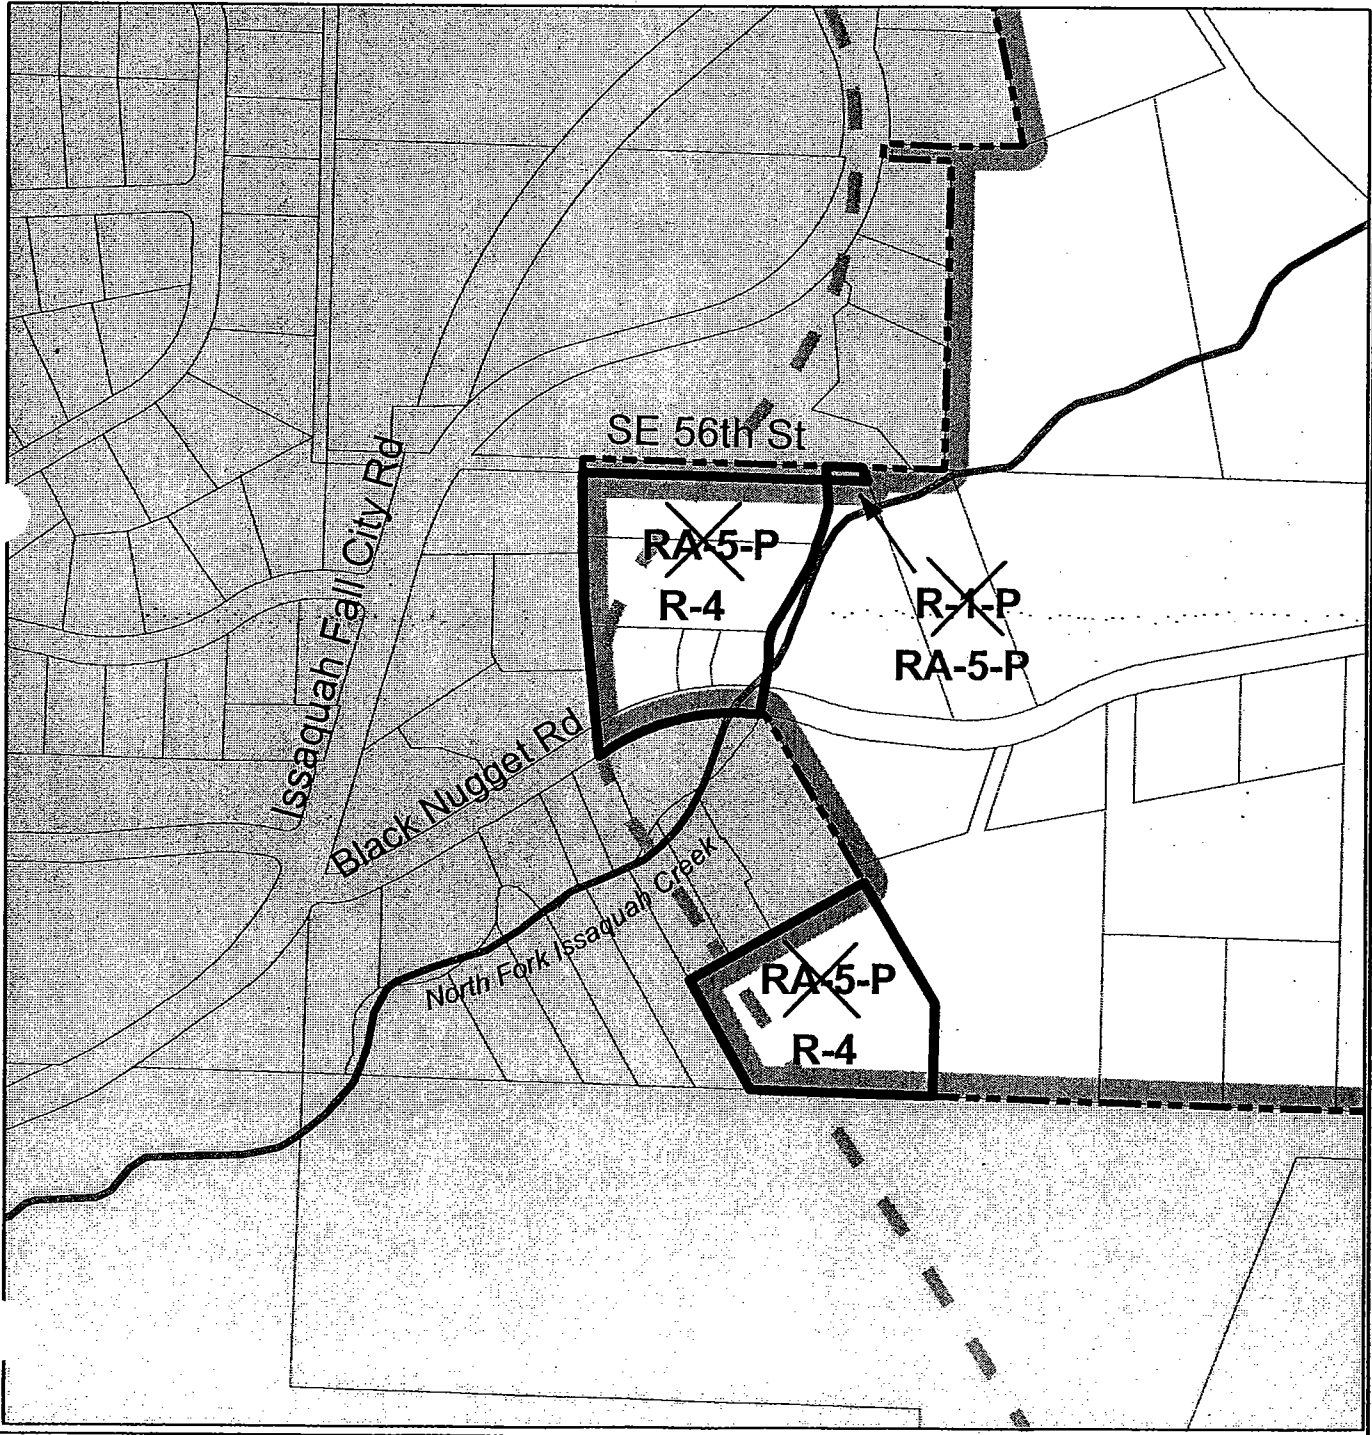 SE 56th St
Issaquah Fall City Rd
RA-5-P
R-4
R-1-P
RA-5-P
Black Nugget Rd
North Fork Issaquah Creek
RA-5-P
R-4